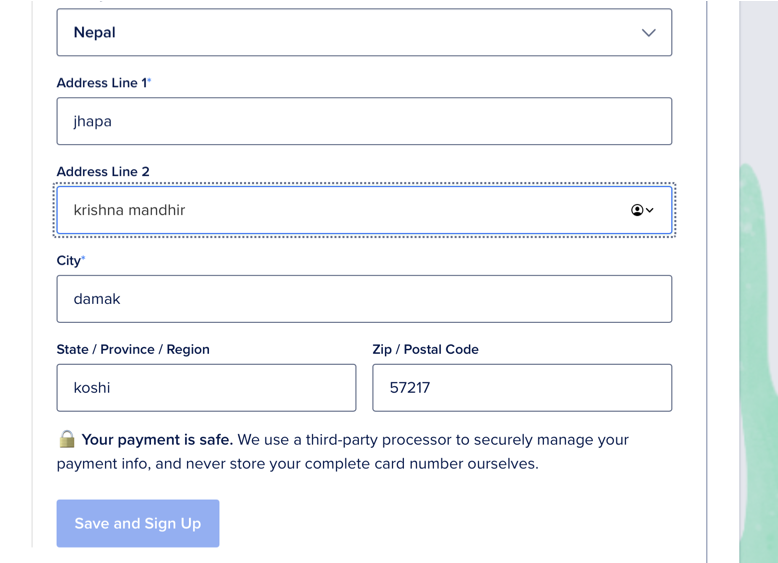 Nepal
Address Line 1*
jhapa
Address Line 2
krishna mandhir
City*
damak
State / Province / Region
Zip / Postal Code
koshi
57217
Your payment is safe. We use a third-party processor to securely manage your
payment info, and never store your complete card number ourselves.
Save and Sign Up